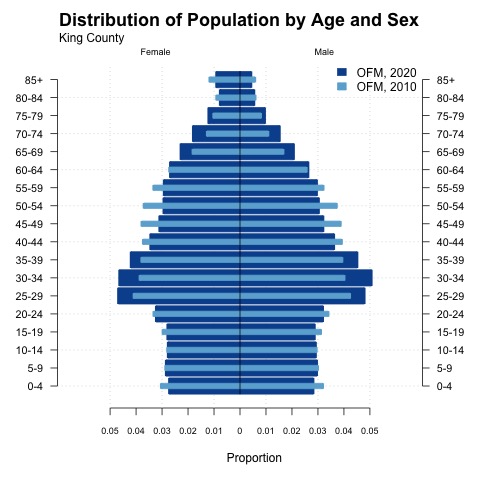 Distribution of Population by Age and Sex
King County
Female Male
OFM, 2020
OFM, 2010
85+ 85+
80-84 80-84
75-79 75-79
70-74 70-74
65-69 65-69
60-64 60-64
55-59 55-59
50-54 50-54
45-49 45-49
40-44 40-44
35-39 35-39
30-34 30-34
25-29 25-29
20-24 20-24
15-19 15-19
10-14 10-14
5-9 5-9
0-4 0-4
0.05 0.04 0.03 0.02 0.01 0 0.01 0.02 0.03 0.04 0.05
Proportion